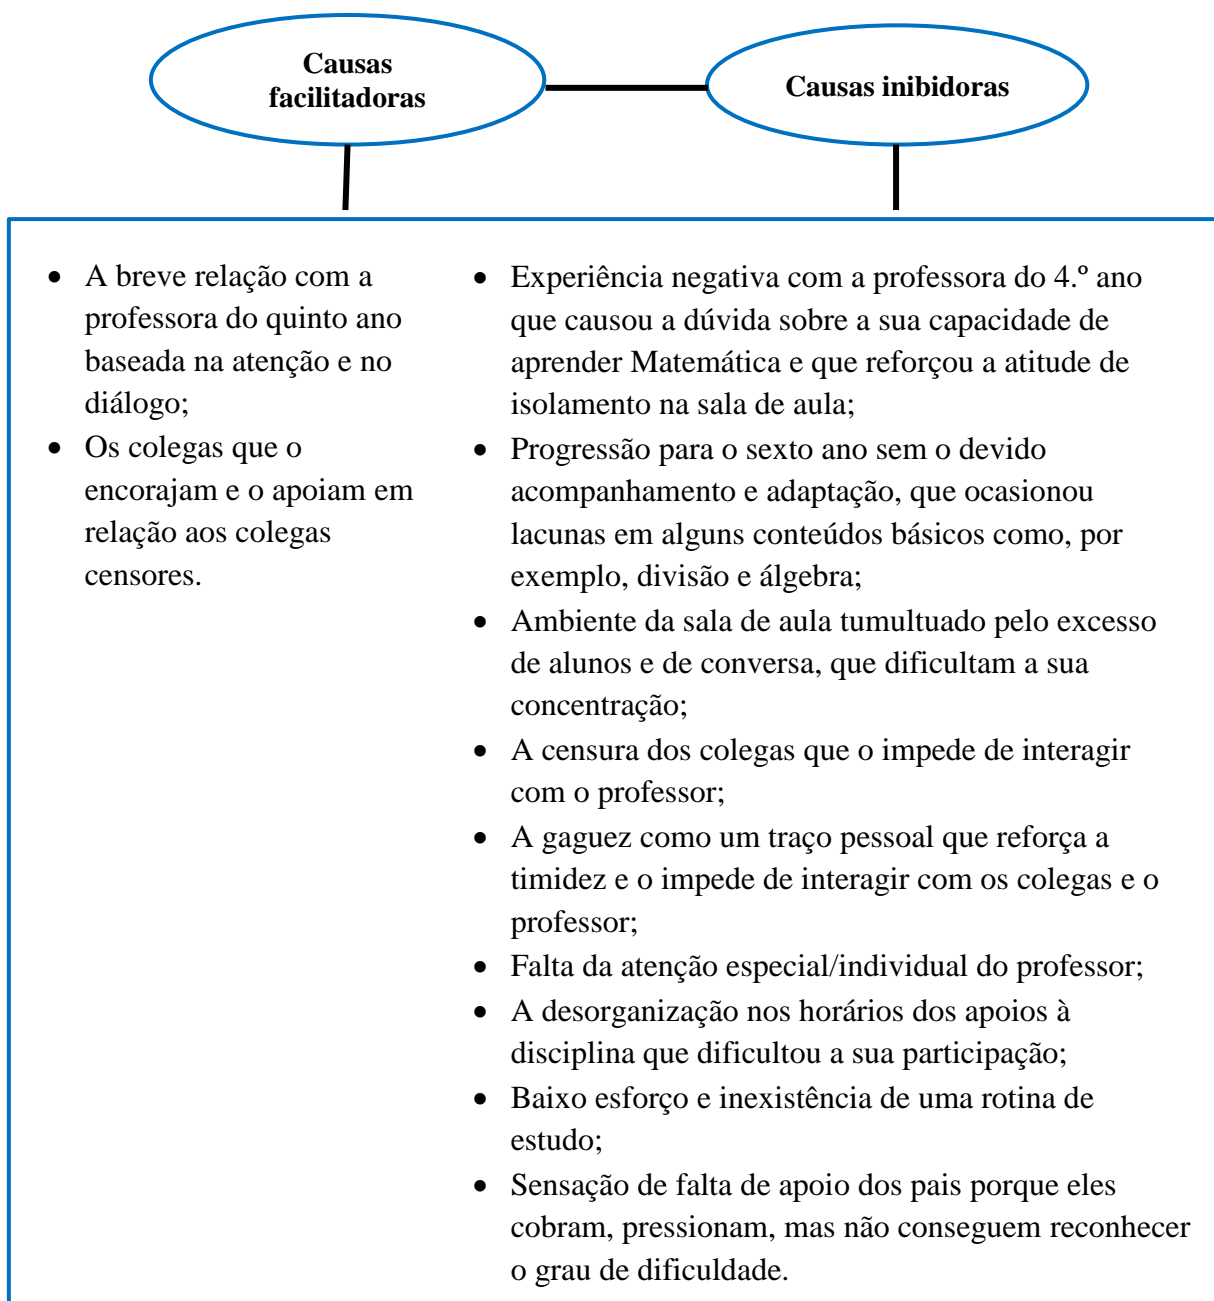 Causas
facilitadoras
Causas inibidoras
• A breve relação com a
professora do quinto ano
baseada na atenção e no
diálogo;
• Os colegas que o
encorajam e o apoiam em
relação aos colegas
censores.
• Experiência negativa com a professora do 4.º ano
que causou a dúvida sobre a sua capacidade de
aprender Matemática e que reforçou a atitude de
isolamento na sala de aula;
• Progressão para o sexto ano sem o devido
acompanhamento e adaptação, que ocasionou
lacunas em alguns conteúdos básicos como, por
exemplo, divisão e álgebra;
• Ambiente da sala de aula tumultuado pelo excesso
de alunos e de conversa, que dificultam a sua
concentração;
• A censura dos colegas que o impede de interagir
com o professor;
• A gaguez como um traço pessoal que reforça a
timidez e o impede de interagir com os colegas e o
professor;
• Falta da atenção especial/individual do professor;
• A desorganização nos horários dos apoios à
disciplina que dificultou a sua participação;
• Baixo esforço e inexistência de uma rotina de
estudo;
• Sensação de falta de apoio dos pais porque eles
cobram, pressionam, mas não conseguem reconhecer
o grau de dificuldade.